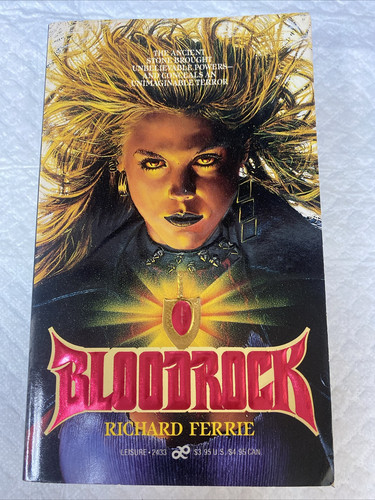 THE ANCIENT
STONE BROUGHT
UNBELIEVABLE POWERS—
AND CONCEALS AN
UNIMAGINABLE TERROR
BLOODROCK
RICHARD FERRIE
LEISURE • 2433 $3.95 U.S. / $4.95 CAN.